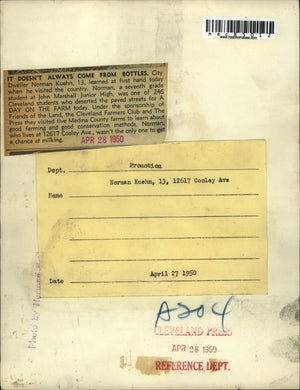 IT DOESN'T ALWAYS COME FROM BOTTLES. City
Dweller Norman Kuehn, 13, learned at first hand today
when he visited the country. Norman, a seventh grade
student at John Marshall Junior High, was one of 246
Cleveland students who deserted the paved streets for A
DAY ON THE FARM today. Under the sponsorship of
Friends of the Land, the Cleveland Farmers Club and The
Press they visited five Medina County farms to learn about
good farming and good conservation methods. Norman,
who lives at 12617 Cooley Ave., wasn't the only one to get
a chance at milking.
APR 28 1950
Dept. Promotion
Norman Kuehn, 13, 12617 Cooley Ave
Name
Date April 27 1950
A204
CLEVELAND PRESS
APR 28 1950
REFERENCE DEPT.
Photo by